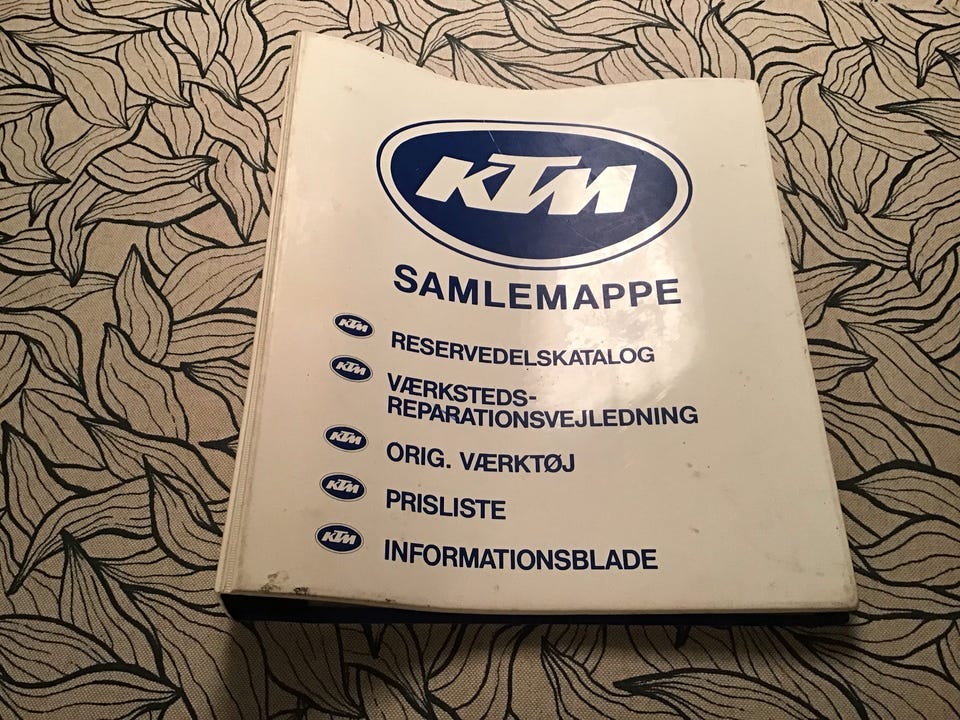 KTM
SAMLEMAPPE
KTM RESERVEDELSKATALOG
KTM VÆRKSTEDS-
REPARATIONSVEJLEDNING
KTM ORIG. VÆRKTØJ
KTM PRISLISTE
KTM INFORMATIONSBLADE